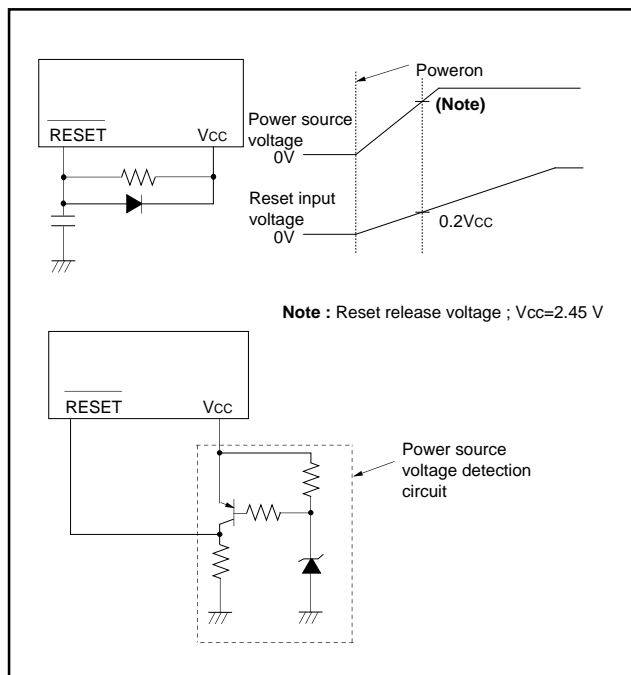 RESET VCC
Poweron
(Note)
Power source
voltage
0V
Reset input
voltage
0V
0.2VCC
Note : Reset release voltage ; Vcc=2.45 V
RESET VCC
Power source
voltage detection
circuit